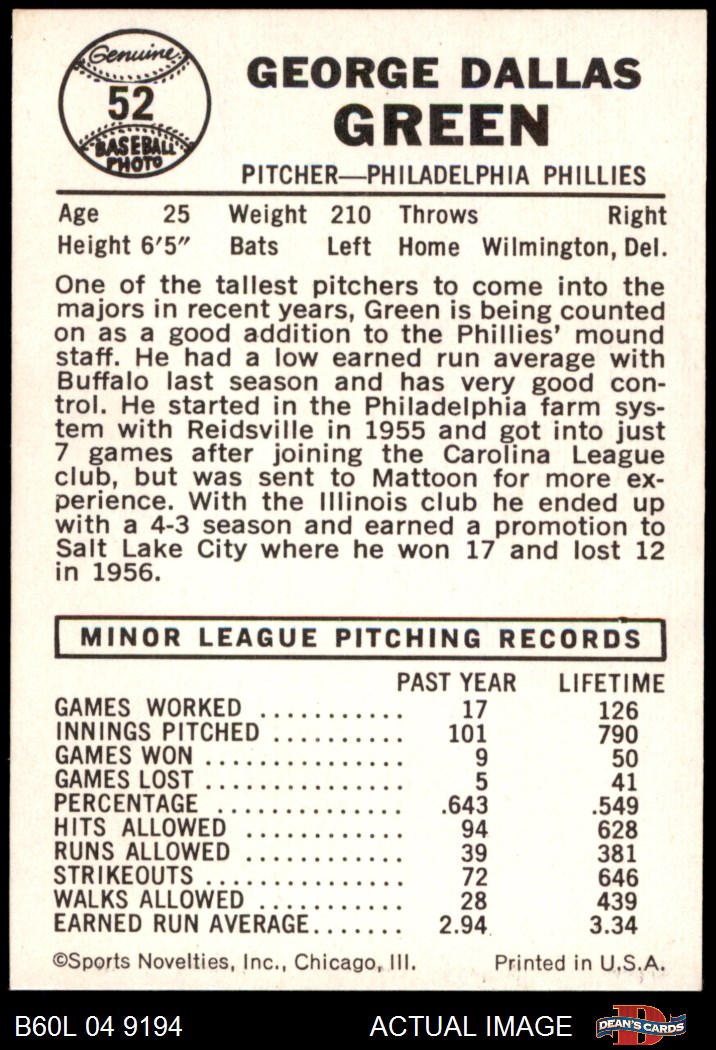 Genuine
52
BASEBALL
PHOTO
GEORGE DALLAS
GREEN
PITCHER—PHILADELPHIA PHILLIES
Age 25 Weight 210 Throws Right
Height 6′5″ Bats Left Home Wilmington, Del.
One of the tallest pitchers to come into the
majors in recent years, Green is being counted
on as a good addition to the Phillies’ mound
staff. He had a low earned run average with
Buffalo last season and has very good con-
trol. He started in the Philadelphia farm sys-
tem with Reidsville in 1955 and got into just
7 games after joining the Carolina League
club, but was sent to Mattoon for more ex-
perience. With the Illinois club he ended up
with a 4-3 season and earned a promotion to
Salt Lake City where he won 17 and lost 12
in 1956.
MINOR LEAGUE PITCHING RECORDS
PAST YEAR LIFETIME
GAMES WORKED ........... 17 126
INNINGS PITCHED .......... 101 790
GAMES WON ............... 9 50
GAMES LOST ............... 5 41
PERCENTAGE .............. .643 .549
HITS ALLOWED ............ 94 628
RUNS ALLOWED ............ 39 381
STRIKEOUTS ............... 72 646
WALKS ALLOWED ........... 28 439
EARNED RUN AVERAGE....... 2.94 3.34
©Sports Novelties, Inc., Chicago, Ill. Printed in U.S.A.
B60L 04 9194 ACTUAL IMAGE D DEAN'S CARDS